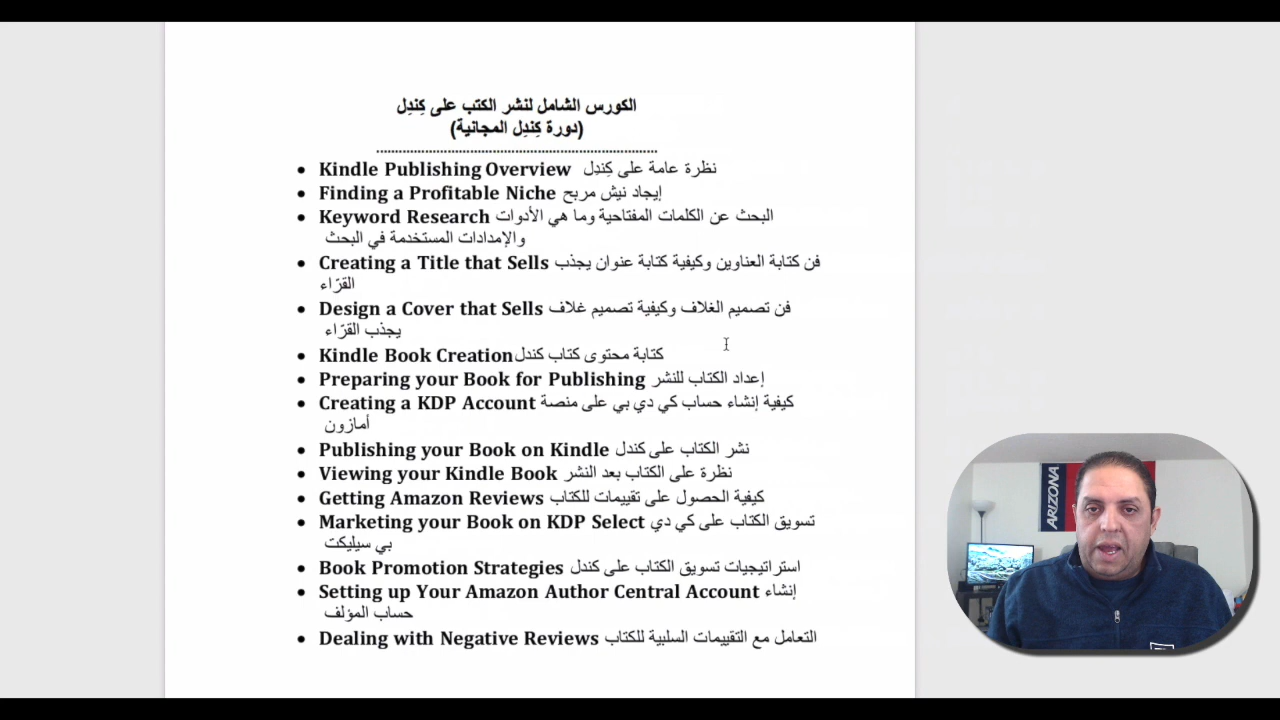 الكورس الشامل لنشر الكتب على كِندِل
(دورة كِندِل المجانية)
Kindle Publishing Overview نظرة عامة على كِندِل
Finding a Profitable Niche إيجاد نيش مربح
Keyword Research البحث عن الكلمات المفتاحية وما هي الأدوات
والإمدادات المستخدمة في البحث
Creating a Title that Sells فن كتابة العناوين وكيفية كتابة عنوان يجذب
القرّاء
Design a Cover that Sells فن تصميم الغلاف وكيفية تصميم غلاف
يجذب القرّاء
Kindle Book Creation كتابة محتوى كتاب كندل
Preparing your Book for Publishing إعداد الكتاب للنشر
Creating a KDP Account كيفية إنشاء حساب كي دي بي على منصة
أمازون
Publishing your Book on Kindle نشر الكتاب على كندل
Viewing your Kindle Book نظرة على الكتاب بعد النشر
Getting Amazon Reviews كيفية الحصول على تقييمات للكتاب
Marketing your Book on KDP Select تسويق الكتاب على كي دي
بي سيليكت
Book Promotion Strategies استراتيجيات تسويق الكتاب على كندل
Setting up Your Amazon Author Central Account إنشاء
حساب المؤلف
Dealing with Negative Reviews التعامل مع التقييمات السلبية للكتاب
ARIZONA